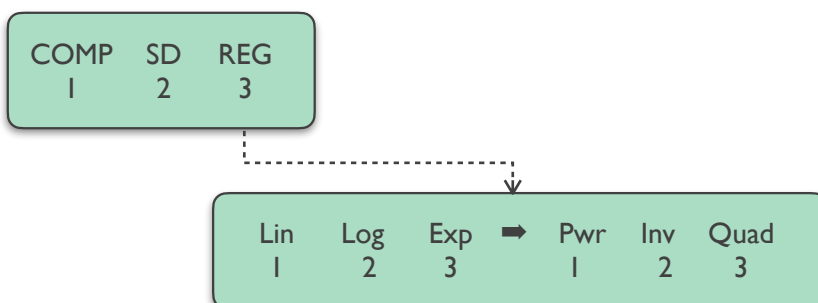 COMP SD REG
1 2 3
Lin Log Exp ➡ Pwr Inv Quad
1 2 3 1 2 3